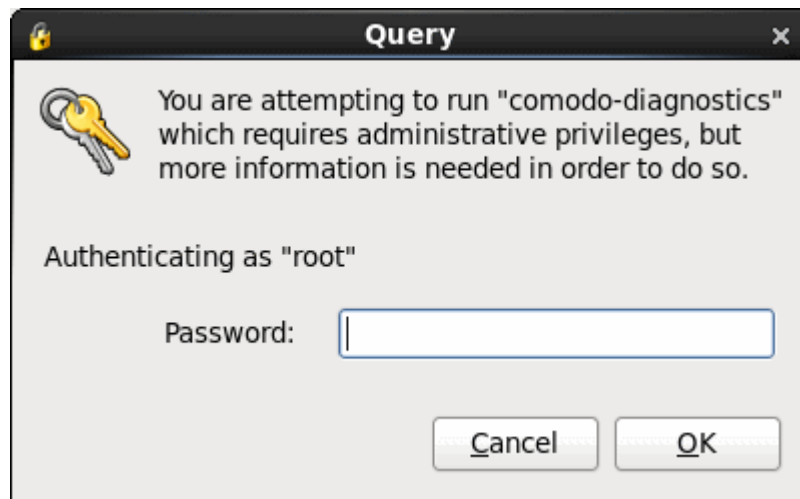 Query
You are attempting to run "comodo-diagnostics"
which requires administrative privileges, but
more information is needed in order to do so.
Authenticating as "root"
Password:
Cancel OK